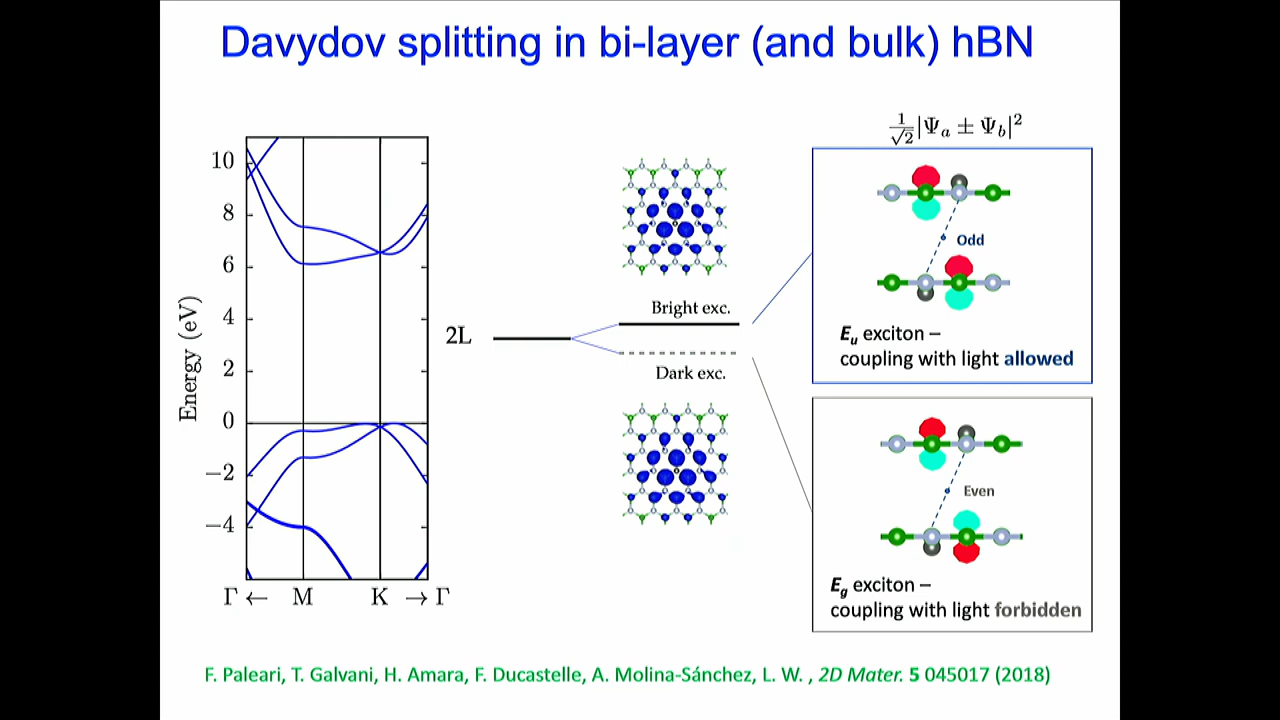 Davydov splitting in bi-layer (and bulk) hBN
1/√2|Ψa ± Ψb|²
Energy (eV)
10
8
6
4
2
0
−2
−4
Γ ← M K → Γ
2L
Bright exc.
Dark exc.
Odd
Eu exciton –
coupling with light allowed
Even
Eg exciton –
coupling with light forbidden
F. Paleari, T. Galvani, H. Amara, F. Ducastelle, A. Molina-Sánchez, L. W. , 2D Mater. 5 045017 (2018)